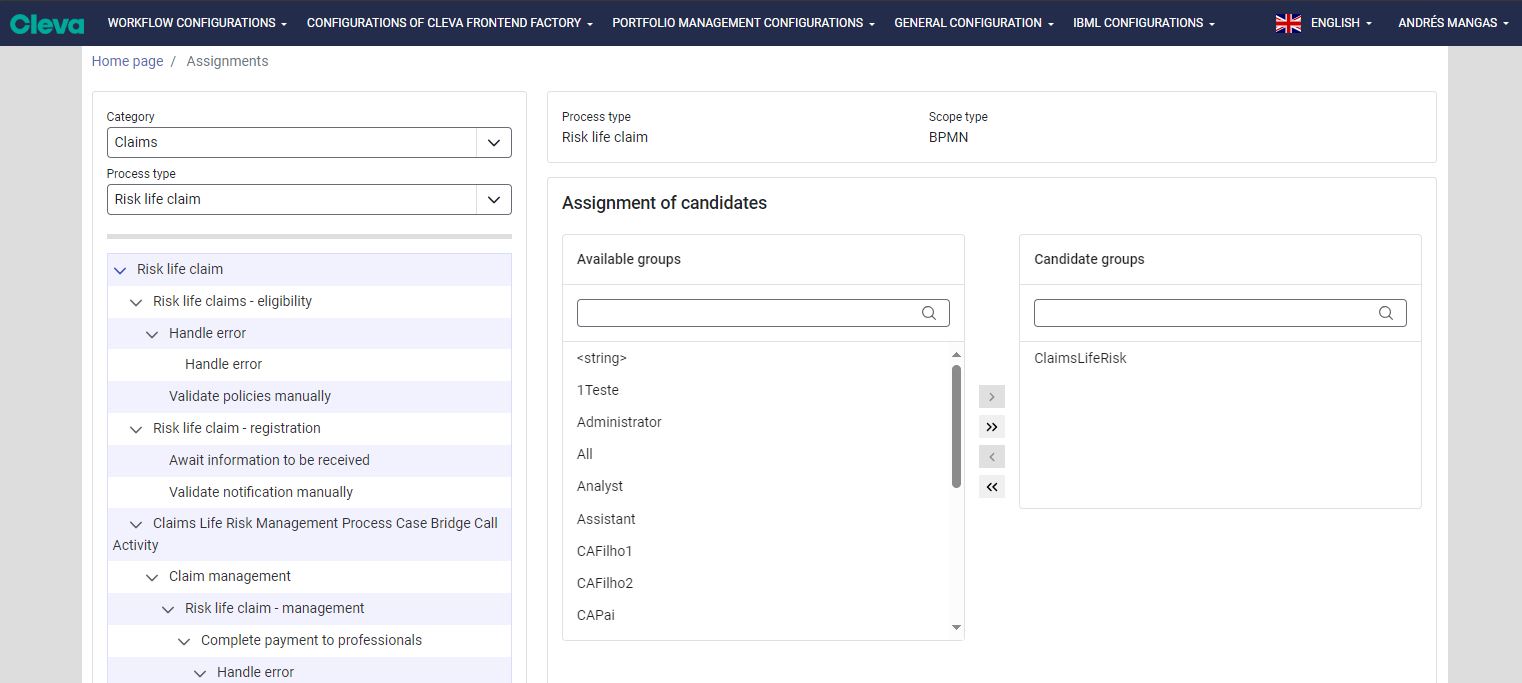 Cleva WORKFLOW CONFIGURATIONS CONFIGURATIONS OF CLEVA FRONTEND FACTORY PORTFOLIO MANAGEMENT CONFIGURATIONS GENERAL CONFIGURATION IBML CONFIGURATIONS ENGLISH ANDRÉS MANGAS
Home page / Assignments
Category
Claims
Process type
Risk life claim
Risk life claim
Risk life claims - eligibility
Handle error
Handle error
Validate policies manually
Risk life claim - registration
Await information to be received
Validate notification manually
Claims Life Risk Management Process Case Bridge Call
Activity
Claim management
Risk life claim - management
Complete payment to professionals
Handle error
Process type
Risk life claim
Scope type
BPMN
Assignment of candidates
Available groups
<string>
1Teste
Administrator
All
Analyst
Assistant
CAFilho1
CAFilho2
CAPai
Candidate groups
ClaimsLifeRisk